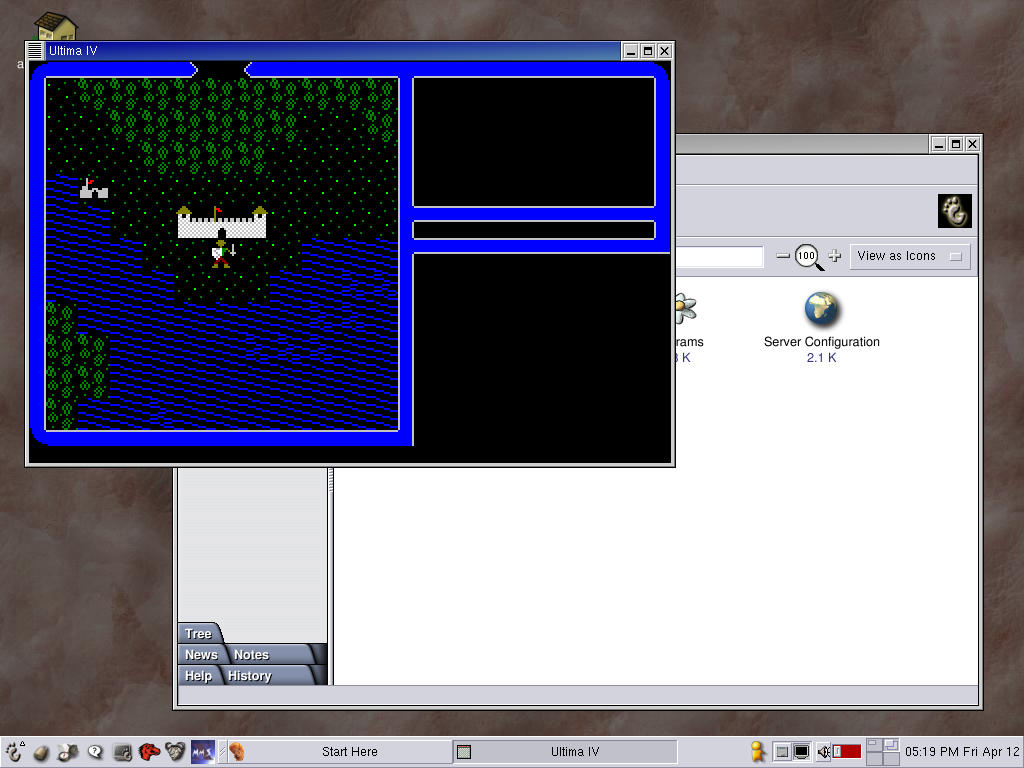 a
Ultima IV
100
View as Icons
rams
Server Configuration
K
2.1 K
Tree
News
Notes
Help
History
MMS
Start Here
Ultima IV
05:19 PM Fri Apr 12